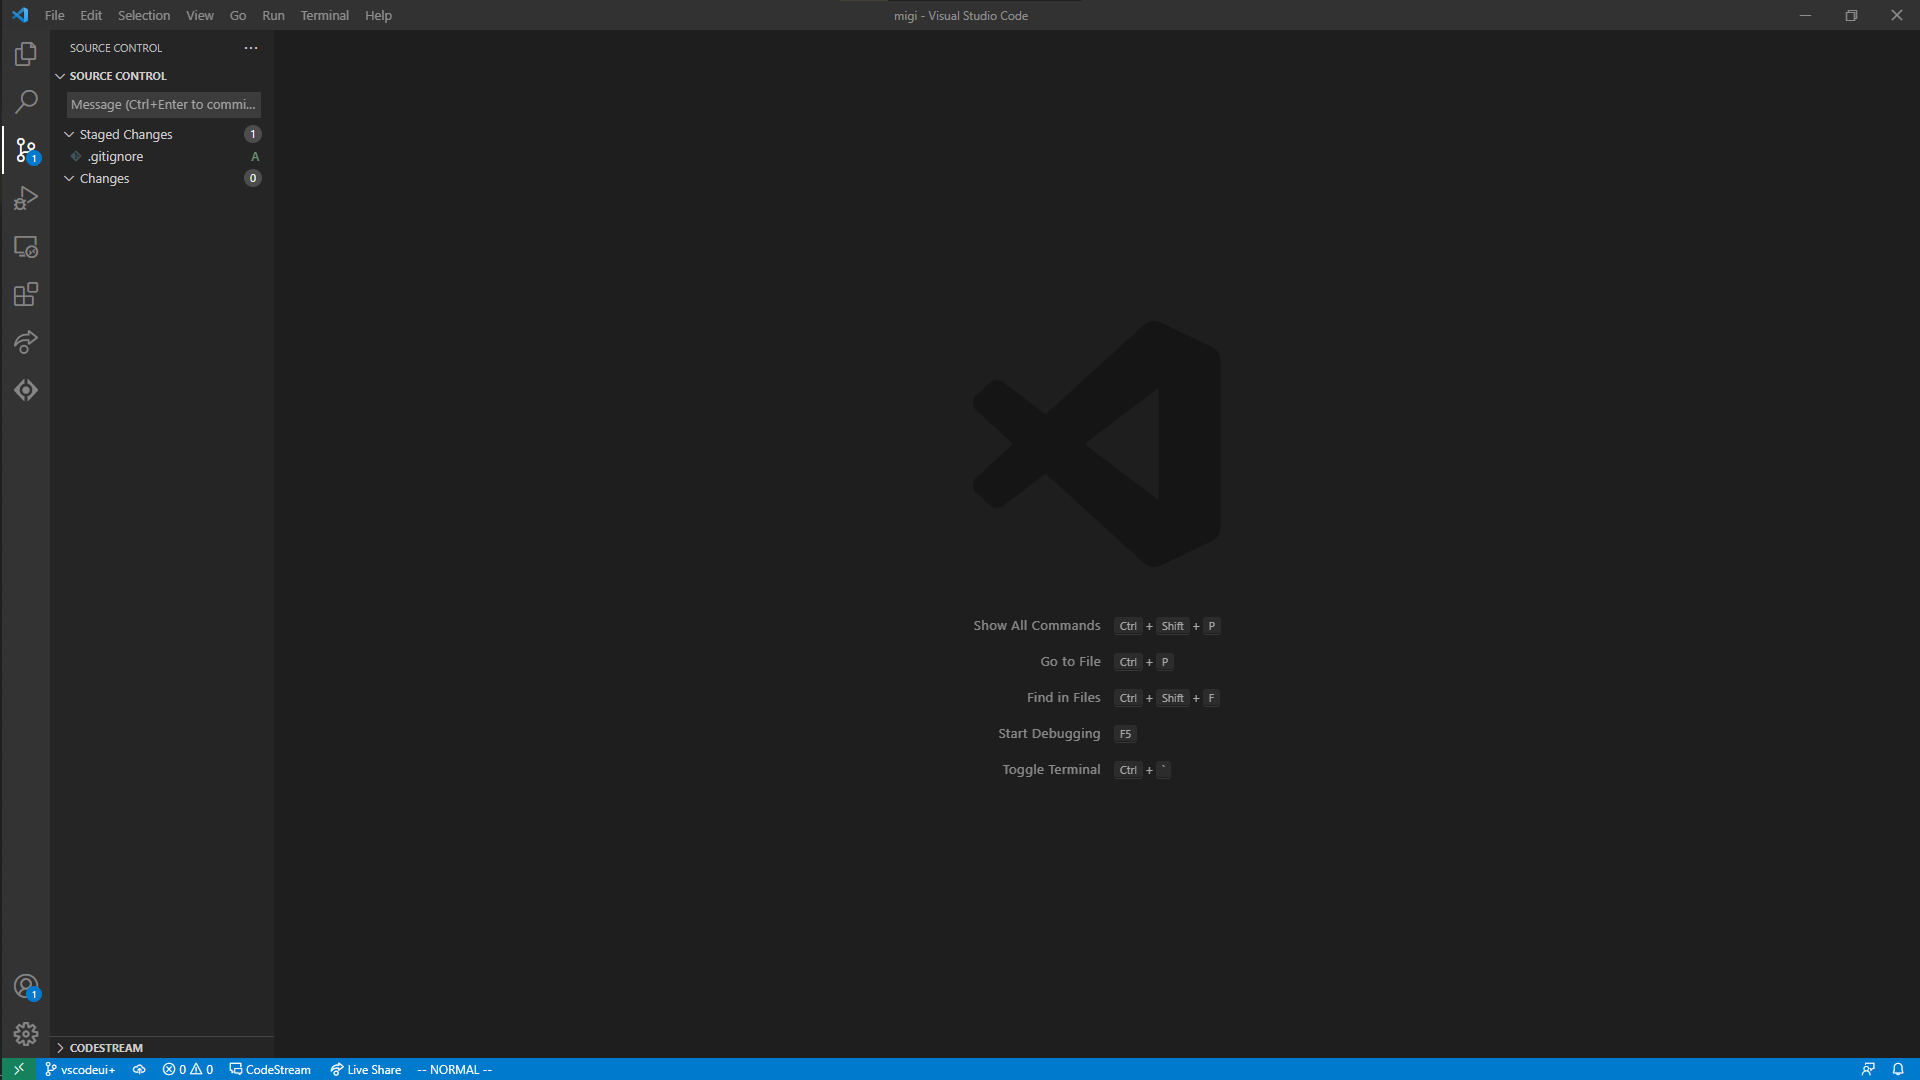 File Edit Selection View Go Run Terminal Help
migi - Visual Studio Code
SOURCE CONTROL ...
SOURCE CONTROL
Message (Ctrl+Enter to commi...
Staged Changes 1
.gitignore A
Changes 0
1
Show All Commands Ctrl + Shift + P
Go to File Ctrl + P
Find in Files Ctrl + Shift + F
Start Debugging F5
Toggle Terminal Ctrl + `
1
CODESTREAM
vscodeui+ 0 0 CodeStream Live Share -- NORMAL --